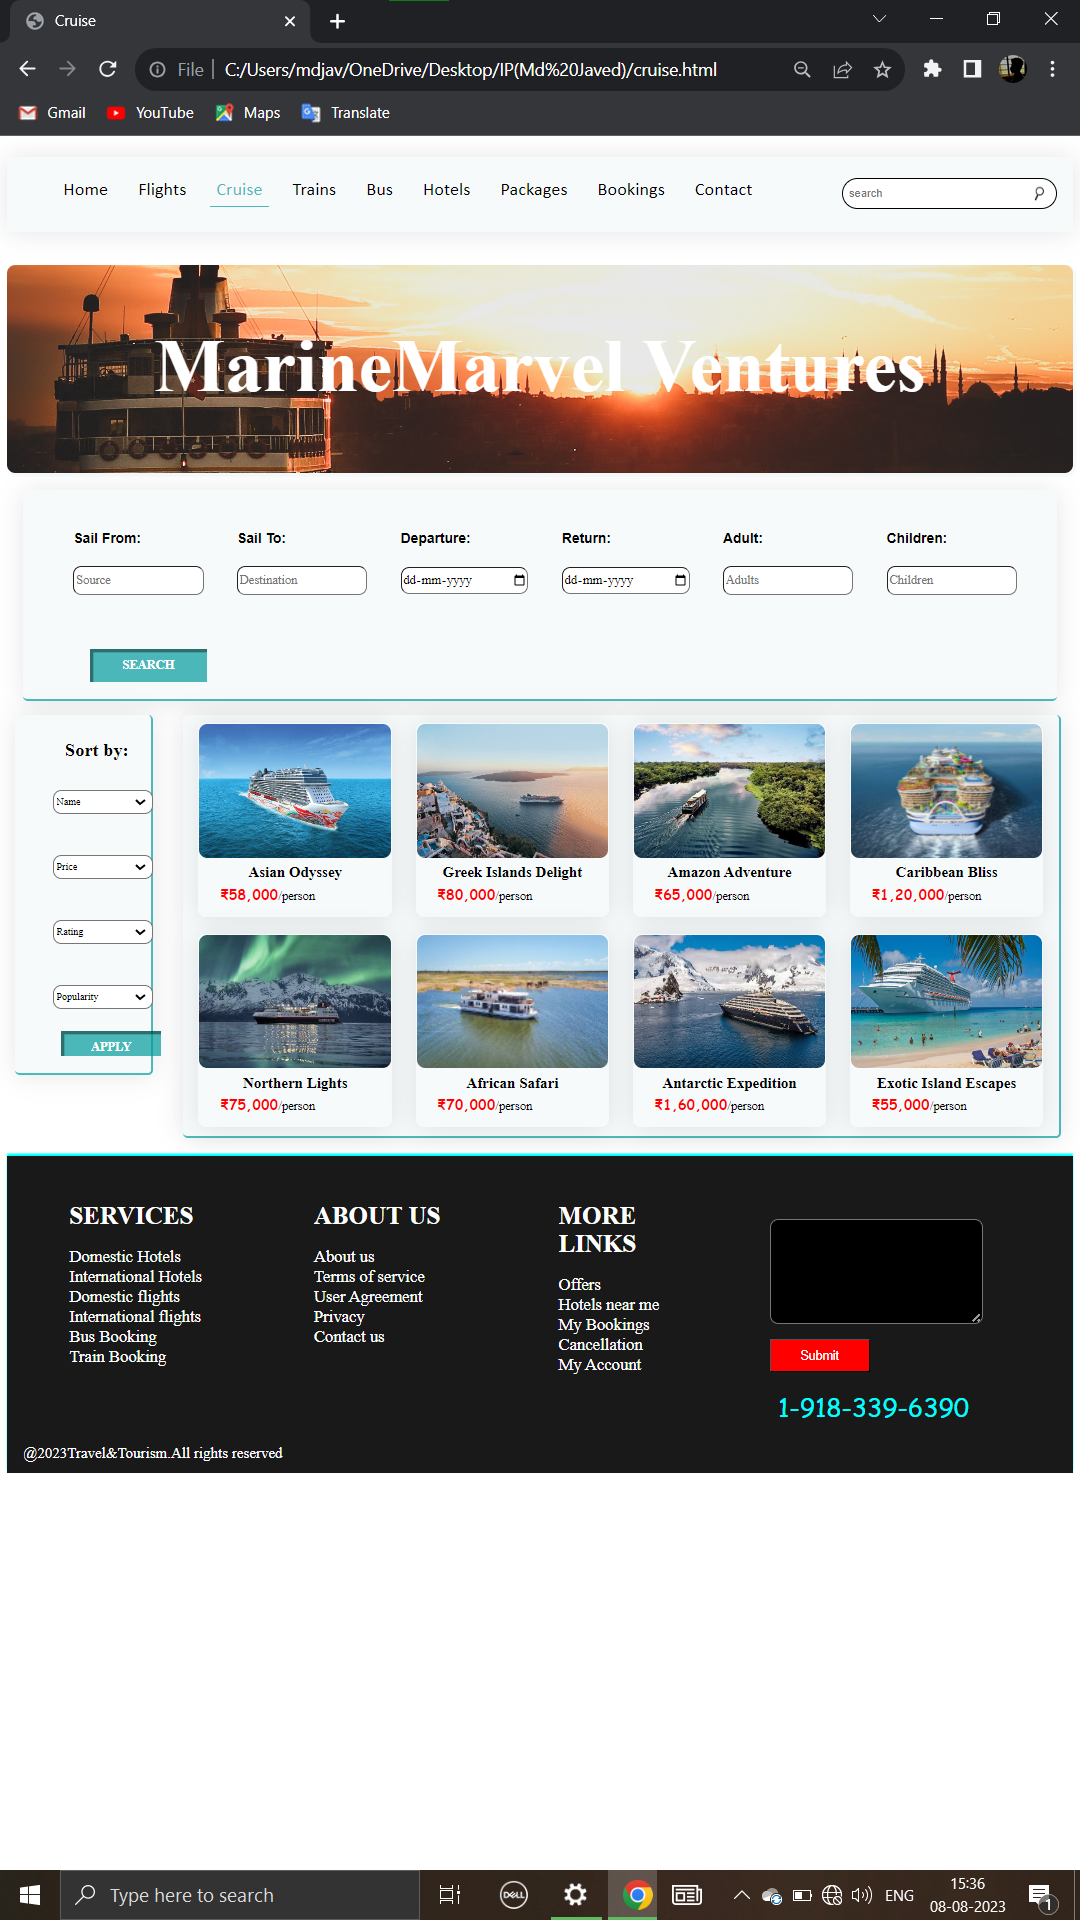 Cruise
File
C:/Users/mdjav/OneDrive/Desktop/IP(Md%20Javed)/cruise.html
Gmail YouTube Maps Translate
Home Flights Cruise Trains Bus Hotels Packages Bookings Contact
search
MarineMarvel Ventures
Sail From: Sail To: Departure: Return: Adult: Children:
Source Destination dd-mm-yyyy dd-mm-yyyy Adults Children
SEARCH
Sort by:
Name
Price
Rating
Popularity
APPLY
Asian Odyssey
₹58,000/person
Greek Islands Delight
₹80,000/person
Amazon Adventure
₹65,000/person
Caribbean Bliss
₹1,20,000/person
Northern Lights
₹75,000/person
African Safari
₹70,000/person
Antarctic Expedition
₹1,60,000/person
Exotic Island Escapes
₹55,000/person
SERVICES
Domestic Hotels
International Hotels
Domestic flights
International flights
Bus Booking
Train Booking
ABOUT US
About us
Terms of service
User Agreement
Privacy
Contact us
MORE
LINKS
Offers
Hotels near me
My Bookings
Cancellation
My Account
Submit
1-918-339-6390
@2023Travel&Tourism.All rights reserved
Type here to search
DELL
ENG
15:36
08-08-2023
1